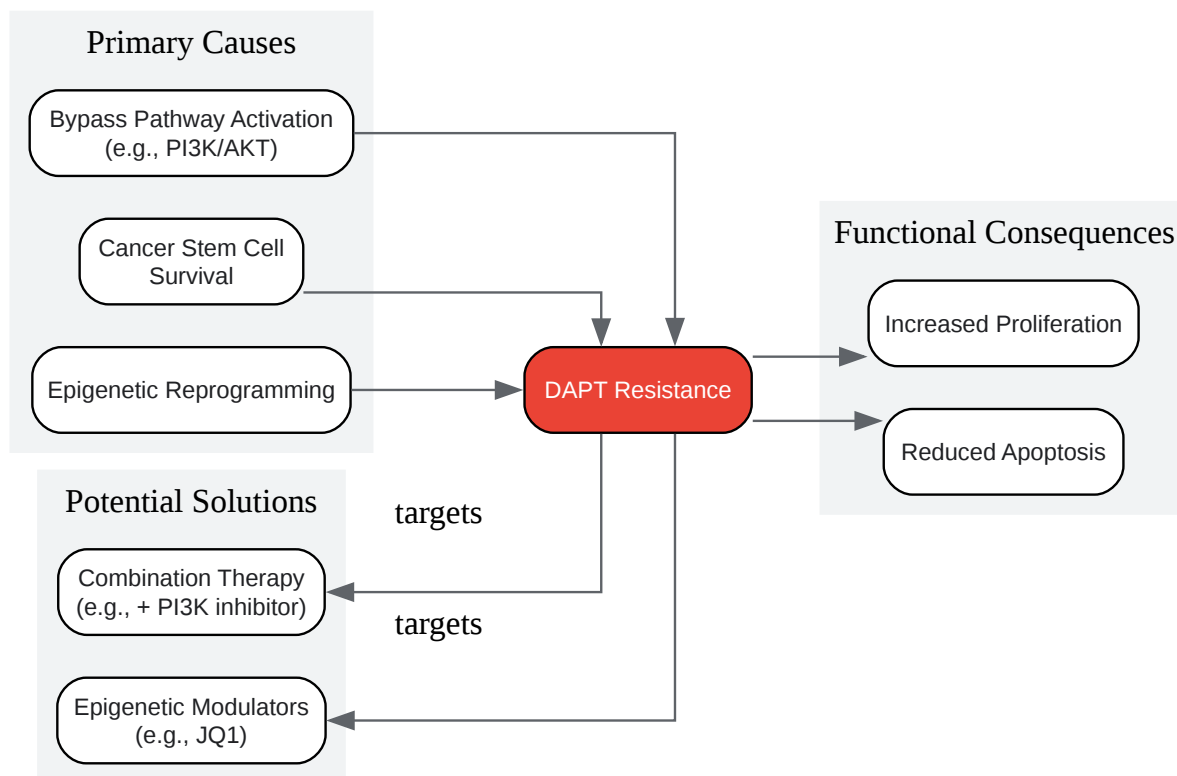 Primary Causes
Bypass Pathway Activation
(e.g., PI3K/AKT)
Cancer Stem Cell
Survival
Epigenetic Reprogramming
DAPT Resistance
Functional Consequences
Increased Proliferation
Reduced Apoptosis
Potential Solutions
targets
Combination Therapy
(e.g., + PI3K inhibitor)
targets
Epigenetic Modulators
(e.g., JQ1)